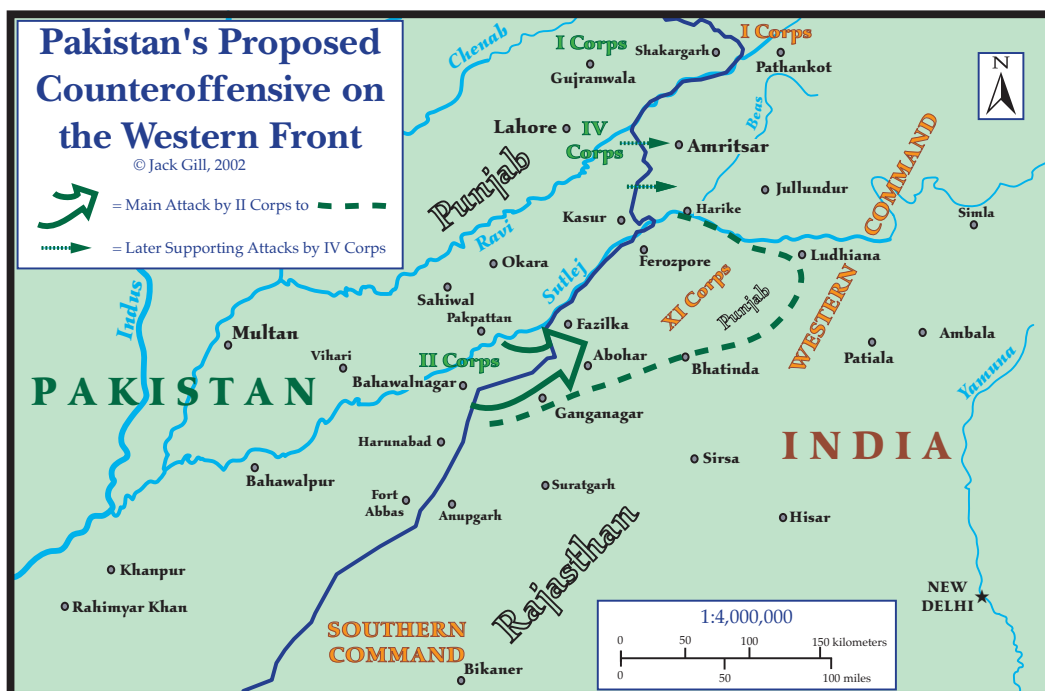 Pakistan's Proposed
Counteroffensive on
the Western Front
© Jack Gill, 2002
= Main Attack by II Corps to
= Later Supporting Attacks by IV Corps
Chenab
I Corps
Gujranwala
Shakargarh
I Corps
Pathankot
N
Beas
Lahore
IV
Corps
Amritsar
Punjab
Jullundur
COMMAND
Kasur
Harike
Simla
Ravi
Okara
Ferozpore
Ludhiana
Sutlej
Sahiwal
XI Corps
Punjab
WESTERN
Indus
Multan
Pakpattan
Fazilka
Ambala
Patiala
Vihari
II Corps
Abohar
Bhatinda
Yamuna
PAKISTAN
Bahawalnagar
Ganganagar
INDIA
Harunabad
Sirsa
Bahawalpur
Suratgarh
Fort
Abbas
Anupgarh
Hisar
Khanpur
Rajasthan
Rahimyar Khan
NEW
DELHI
SOUTHERN
COMMAND
Bikaner
1:4,000,000
0 50 100 150 kilometers
0 50 100 miles